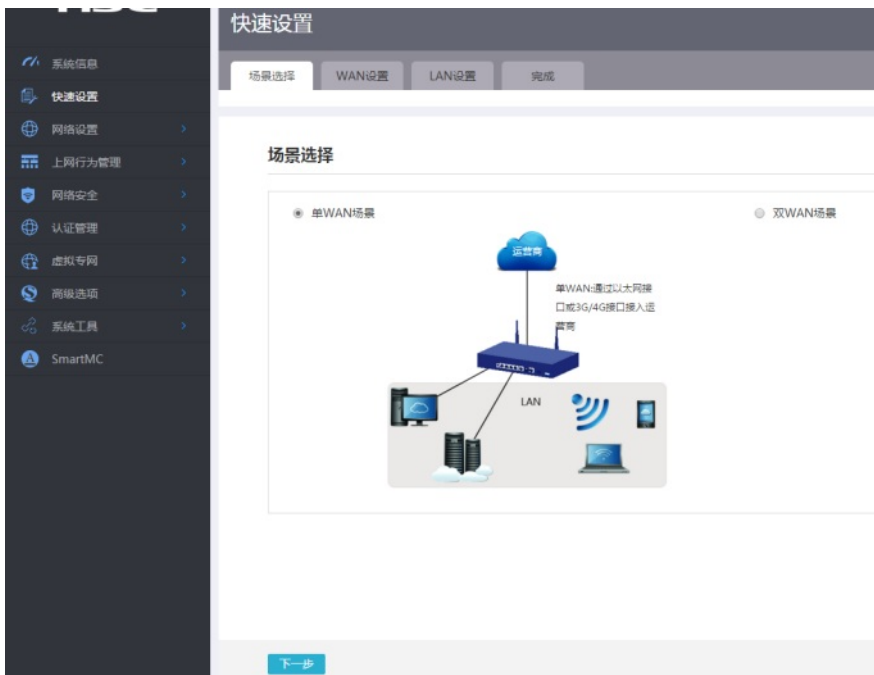 快速设置
系统信息
快速设置
网络设置
上网行为管理
网络安全
认证管理
虚拟专网
高级选项
系统工具
SmartMC
场景选择
WAN设置
LAN设置
完成
场景选择
单WAN场景
双WAN场景
运营商
单WAN:通过以太网接
口或3G/4G接口接入运
营商
LAN
下一步